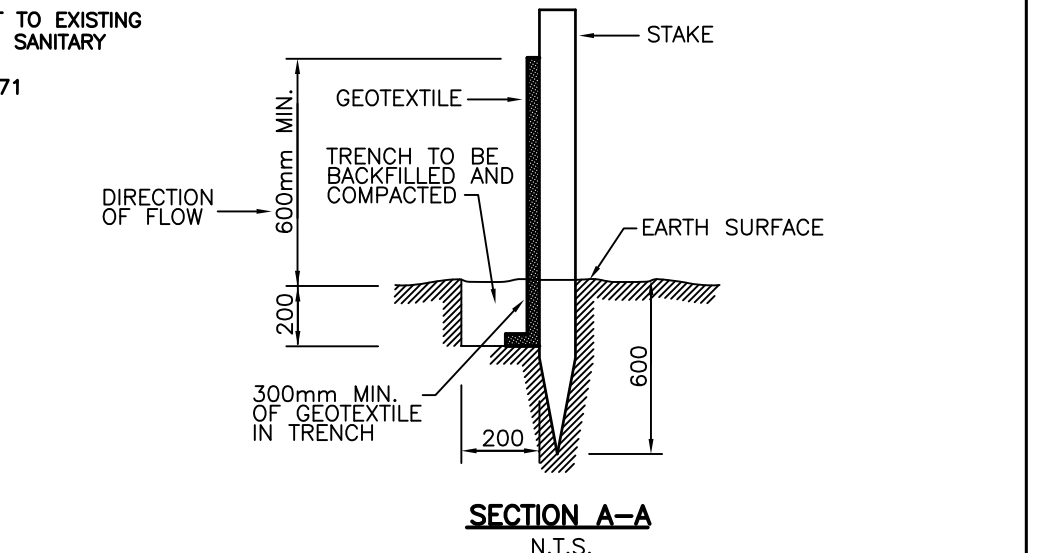 TO EXISTING
SANITARY
71
STAKE
GEOTEXTILE
600mm MIN.
TRENCH TO BE
BACKFILLED AND
COMPACTED
DIRECTION
OF FLOW
EARTH SURFACE
200
600
300mm MIN.
OF GEOTEXTILE
IN TRENCH
200
SECTION A-A
N.T.S.